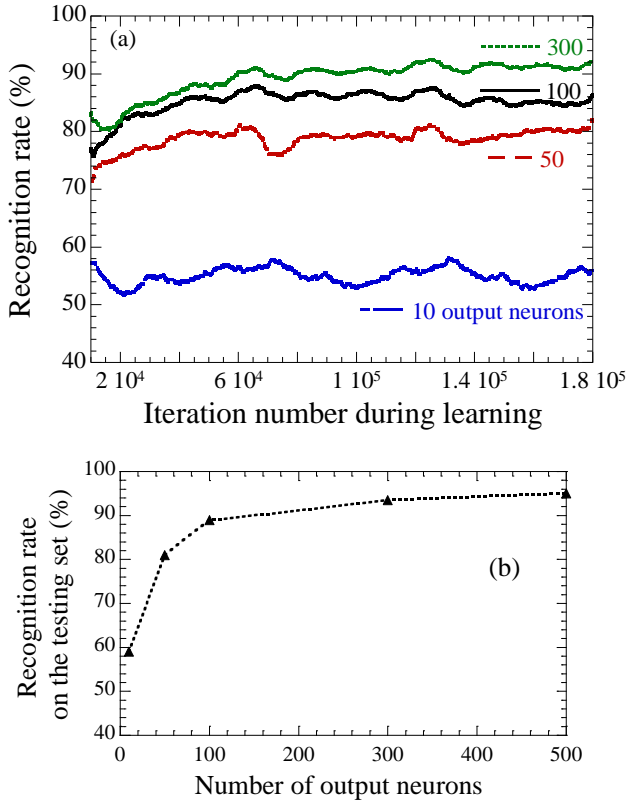 (a)
300
100
50
10 output neurons
Recognition rate (%)
100
90
80
70
60
50
40
2 10⁴ 6 10⁴ 1 10⁵ 1.4 10⁵ 1.8 10⁵
Iteration number during learning
(b)
Recognition rate
on the testing set (%)
100
90
80
70
60
50
40
0 100 200 300 400 500
Number of output neurons